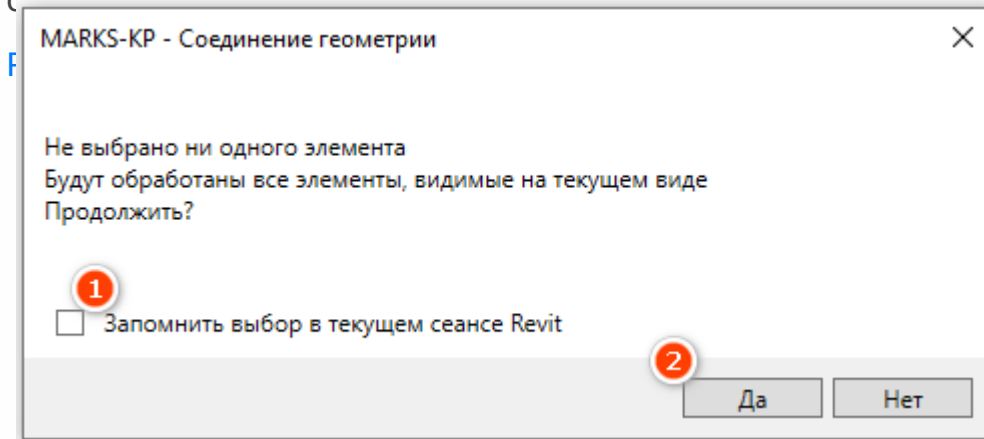 MARKS-KP - Соединение геометрии
Не выбрано ни одного элемента
Будут обработаны все элементы, видимые на текущем виде
Продолжить?
1
Запомнить выбор в текущем сеансе Revit
2
Да
Нет